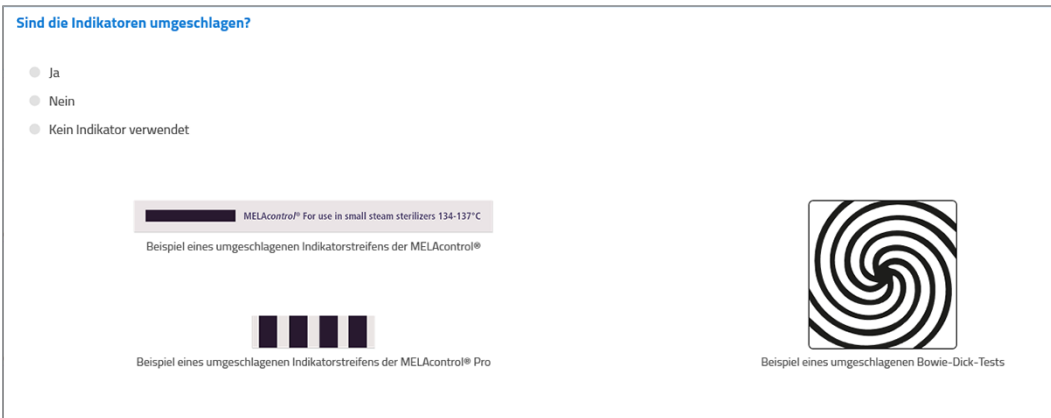 Sind die Indikatoren umgeschlagen?
Ja
Nein
Kein Indikator verwendet
MELAcontrol® For use in small steam sterilizers 134-137°C
Beispiel eines umgeschlagenen Indikatorstreifens der MELAcontrol®
Beispiel eines umgeschlagenen Indikatorstreifens der MELAcontrol® Pro
Beispiel eines umgeschlagenen Bowie-Dick-Tests